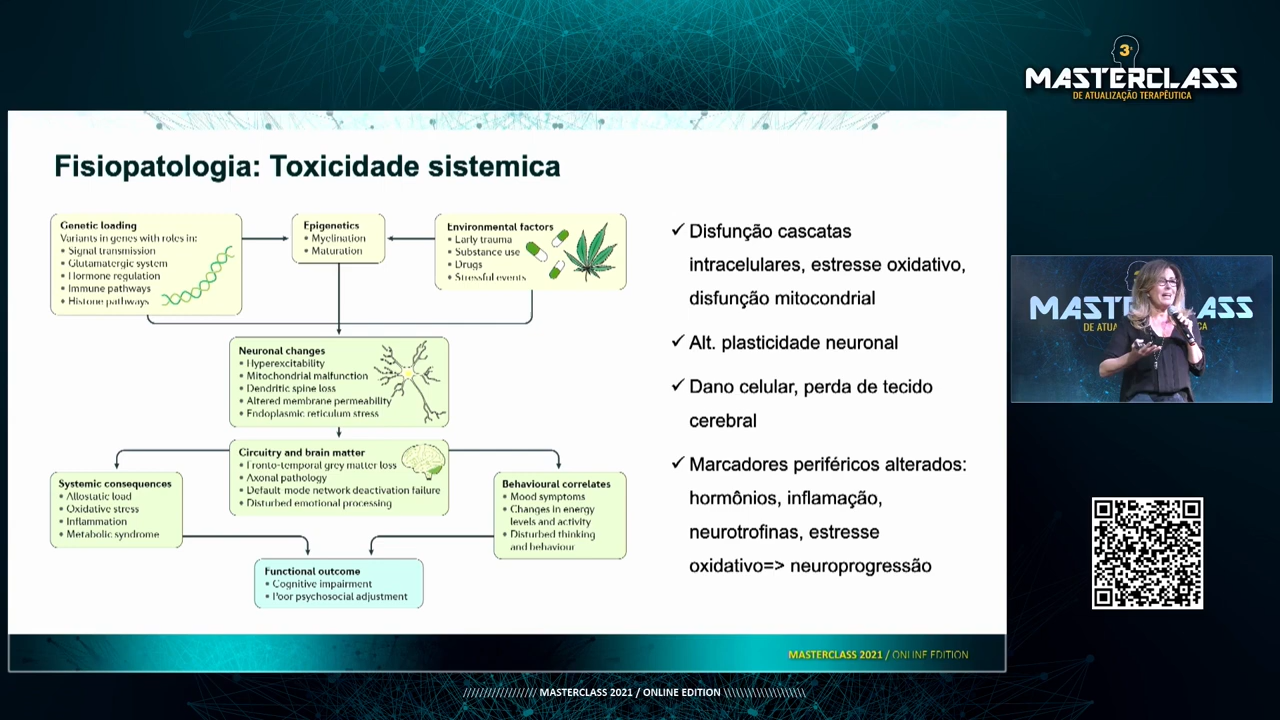 3ª
MASTERCLASS
DE ATUALIZAÇÃO TERAPÊUTICA
Fisiopatologia: Toxicidade sistemica
Genetic loading
Variants in genes with roles in:
• Signal transmission
• Glutamatergic system
• Hormone regulation
• Immune pathways
• Histone pathways
Epigenetics
• Myelination
• Maturation
Environmental factors
• Early trauma
• Substance use
• Drugs
• Stressful events
Neuronal changes
• Hyperexcitability
• Mitochondrial malfunction
• Dendritic spine loss
• Altered membrane permeability
• Endoplasmic reticulum stress
Circuitry and brain matter
• Fronto-temporal grey matter loss
• Axonal pathology
• Default-mode network deactivation failure
• Disturbed emotional processing
Systemic consequences
• Allostatic load
• Oxidative stress
• Inflammation
• Metabolic syndrome
Behavioural correlates
• Mood symptoms
• Changes in energy
levels and activity
• Disturbed thinking
and behaviour
Functional outcome
• Cognitive impairment
• Poor psychosocial adjustment
✓ Disfunção cascatas
intracelulares, estresse oxidativo,
disfunção mitocondrial
✓ Alt. plasticidade neuronal
✓ Dano celular, perda de tecido
cerebral
✓ Marcadores periféricos alterados:
hormônios, inflamação,
neurotrofinas, estresse
oxidativo=> neuroprogressão
MASTERCLASS 2021 / ONLINE EDITION
////////////////// MASTERCLASS 2021 / ONLINE EDITION \\\\\\\\\\\\\\\\\\\\